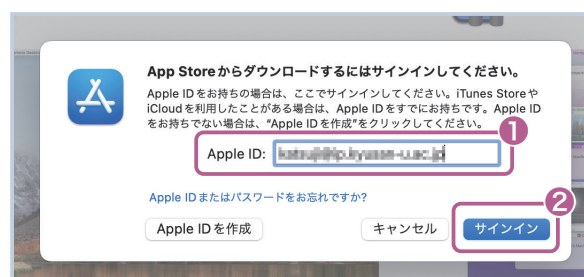 App Storeからダウンロードするにはサインインしてください。
Apple IDをお持ちの場合は、ここでサインインしてください。iTunes Storeや
iCloudを利用したことがある場合は、Apple IDをすでにお持ちです。Apple ID
をお持ちでない場合は、“Apple IDを作成”をクリックしてください。
1
Apple ID:
Apple IDまたはパスワードをお忘れですか?
2
Apple IDを作成 キャンセル サインイン